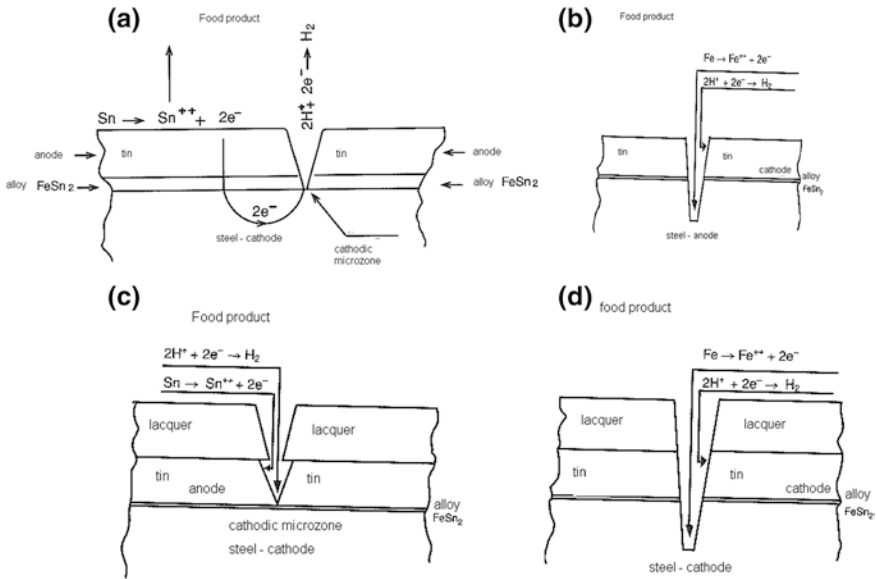 (a)
Food product
2H⁺ + 2e⁻ → H₂
Sn → Sn⁺⁺ + 2e⁻
anode
tin
tin
anode
alloy FeSn₂
alloy FeSn₂
2e⁻
steel - cathode
cathodic
microzone
(b)
Food product
Fe → Fe⁺⁺ + 2e⁻
2H⁺ + 2e⁻ → H₂
tin
tin
cathode
alloy
FeSn₂
steel - anode
(c)
Food product
2H⁺ + 2e⁻ → H₂
Sn → Sn⁺⁺ + 2e⁻
lacquer
lacquer
tin
tin
anode
alloy
FeSn₂
cathodic microzone
steel - cathode
(d)
food product
Fe → Fe⁺⁺ + 2e⁻
2H⁺ + 2e⁻ → H₂
lacquer
lacquer
tin
tin
cathode
alloy
FeSn₂
steel - cathode